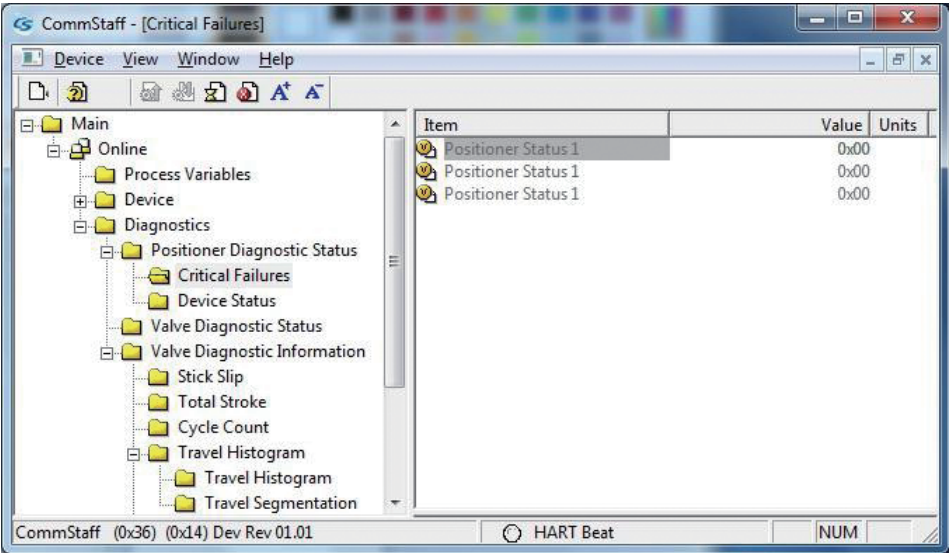 CommStaff - [Critical Failures]
Device View Window Help
A+ A-
Main
Online
Process Variables
Device
Diagnostics
Positioner Diagnostic Status
Critical Failures
Device Status
Valve Diagnostic Status
Valve Diagnostic Information
Stick Slip
Total Stroke
Cycle Count
Travel Histogram
Travel Histogram
Travel Segmentation
Item Value Units
Positioner Status 1 0x00
Positioner Status 1 0x00
Positioner Status 1 0x00
CommStaff (0x36) (0x14) Dev Rev 01.01 HART Beat NUM